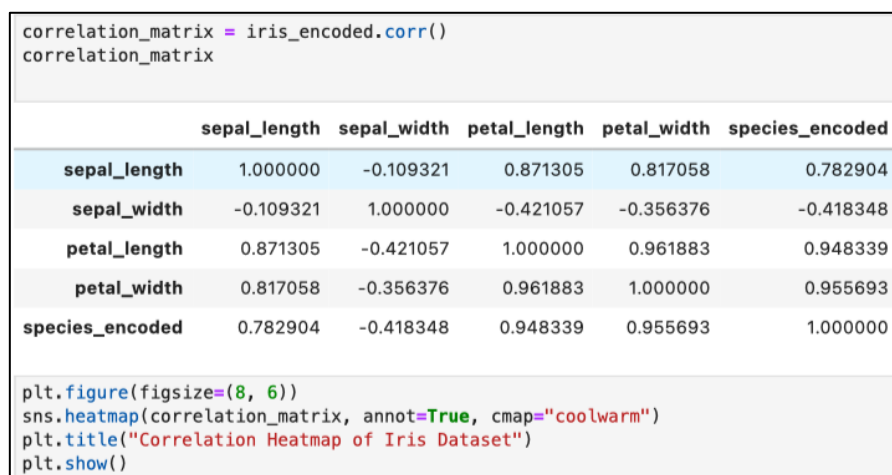 correlation_matrix = iris_encoded.corr()
correlation_matrix
sepal_length sepal_width petal_length petal_width species_encoded
sepal_length 1.000000 -0.109321 0.871305 0.817058 0.782904
sepal_width -0.109321 1.000000 -0.421057 -0.356376 -0.418348
petal_length 0.871305 -0.421057 1.000000 0.961883 0.948339
petal_width 0.817058 -0.356376 0.961883 1.000000 0.955693
species_encoded 0.782904 -0.418348 0.948339 0.955693 1.000000
plt.figure(figsize=(8, 6))
sns.heatmap(correlation_matrix, annot=True, cmap="coolwarm")
plt.title("Correlation Heatmap of Iris Dataset")
plt.show()